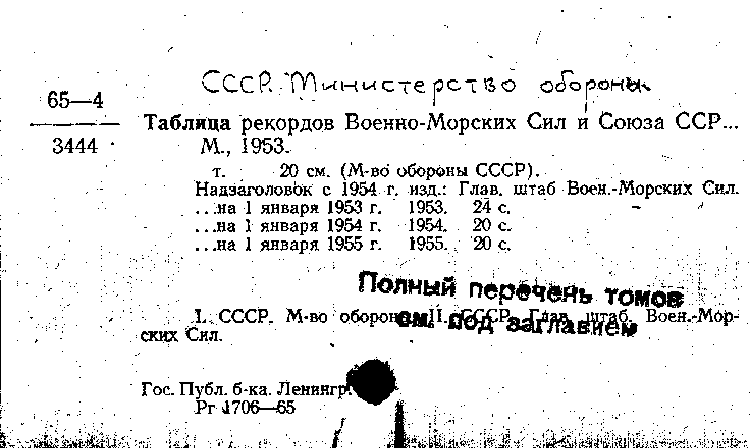 СССР. Министерство обороны
65—4
3444
Таблица рекордов Военно-Морских Сил и Союза ССР...
М., 1953.
т. 20 см. (М-во обороны СССР).
Надзаголовок с 1954 г. изд.: Глав. штаб Воен.-Морских Сил.
...на 1 января 1953 г. 1953. 24 с.
...на 1 января 1954 г. 1954. 20 с.
...на 1 января 1955 г. 1955. 20 с.
Полный перечень томов
см. под заглавием
I. СССР. М-во обороны. II. СССР. Глав. штаб. Воен.-Мор-
ских Сил.
Гос. Публ. б-ка. Ленингр.
Рг 1706—65